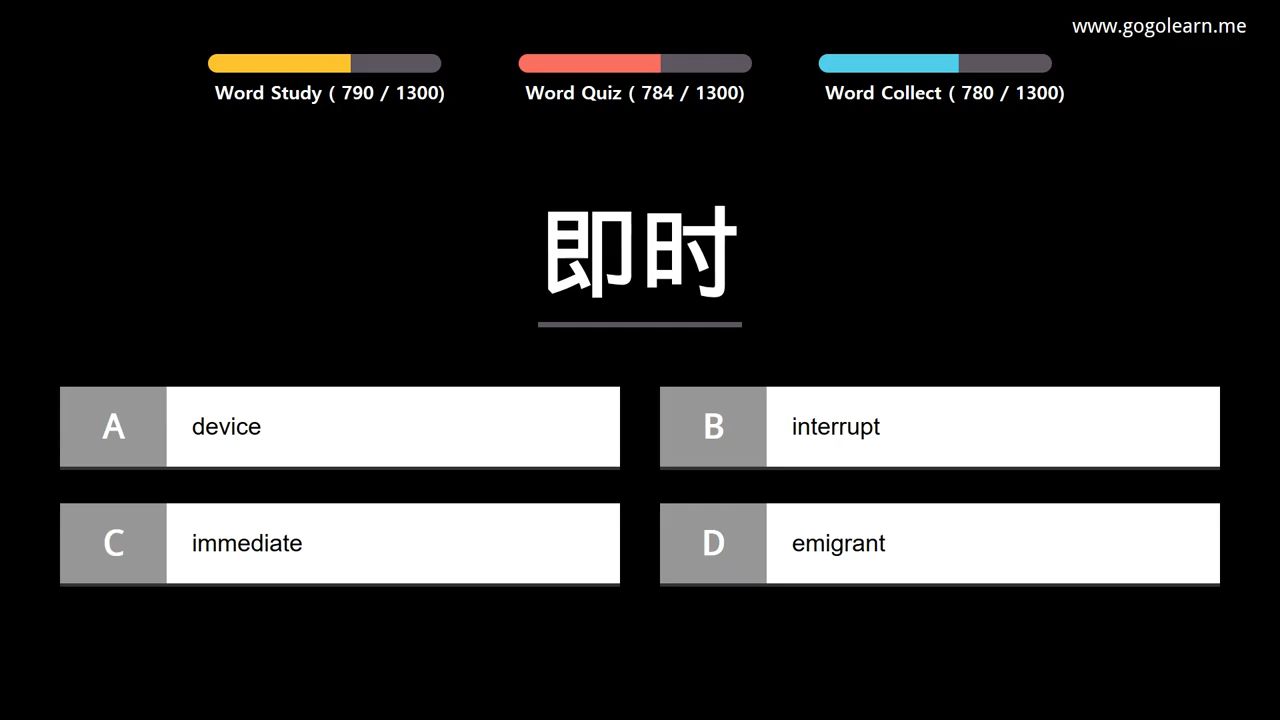 www.gogolearn.me
Word Study ( 790 / 1300)
Word Quiz ( 784 / 1300)
Word Collect ( 780 / 1300)
即时
A device
B interrupt
C immediate
D emigrant